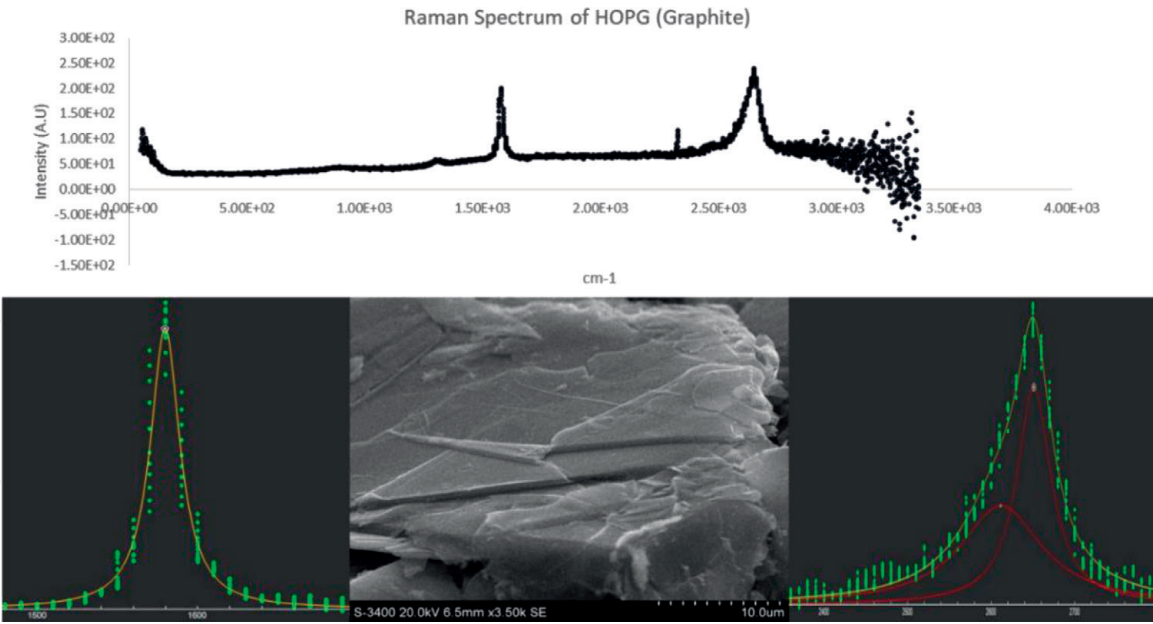 Raman Spectrum of HOPG (Graphite)
3.00E+02
2.50E+02
2.00E+02
1.50E+02
1.00E+02
5.00E+01
0.00E+00
-5.00E+01
-1.00E+02
-1.50E+02
Intensity (A.U)
0.00E+00 5.00E+02 1.00E+03 1.50E+03 2.00E+03 2.50E+03 3.00E+03 3.50E+03 4.00E+03
cm-1
1500 1600
S-3400 20.0kV 6.5mm x3.50k SE 10.0um
2700